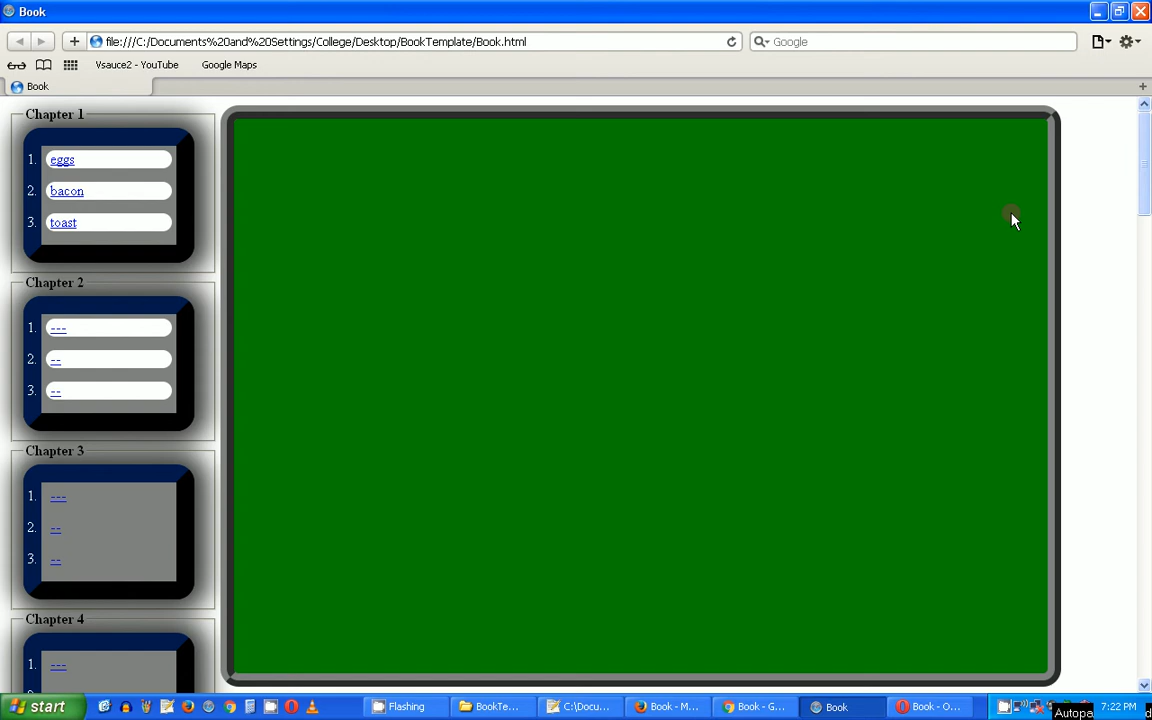 Book
file:///C:/Documents%20and%20Settings/College/Desktop/BookTemplate/Book.html
Google
Vsauce2 - YouTube
Google Maps
Book
Chapter 1
1. eggs
2. bacon
3. toast
Chapter 2
1. ---
2. --
3. --
Chapter 3
1. ---
2. --
3. --
Chapter 4
1. ---
start
Flashing
BookTe...
C:\Docu...
Book - M...
Book - G...
Book
Book - O...
7:22 PM
Autopa